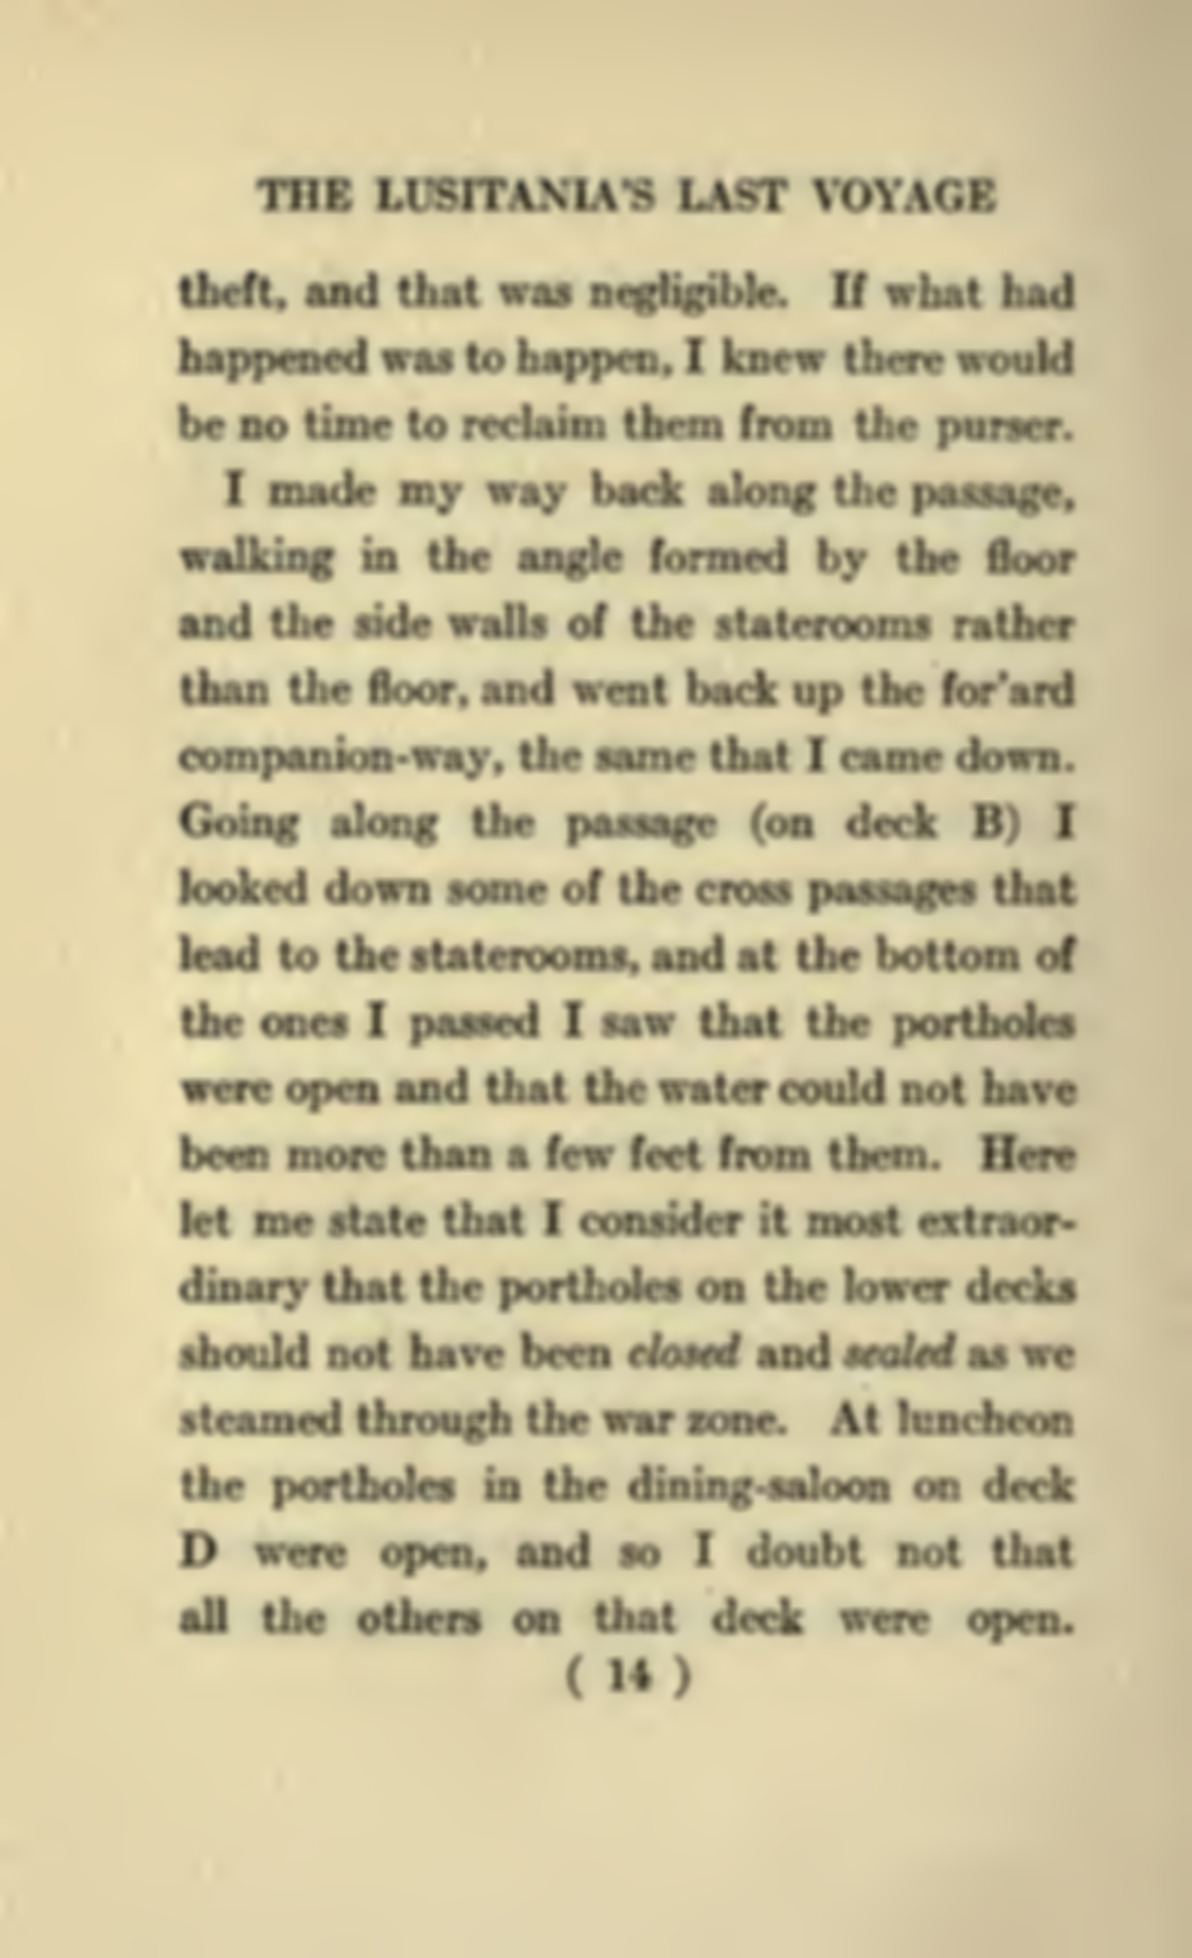 THE LUSITANIA'S LAST VOYAGE
theft, and that was negligible. If what had
happened was to happen, I knew there would
be no time to reclaim them from the purser.
I made my way back along the passage,
walking in the angle formed by the floor
and the side walls of the staterooms rather
than the floor, and went back up the for'ard
companion-way, the same that I came down.
Going along the passage (on deck B) I
looked down some of the cross passages that
lead to the staterooms, and at the bottom of
the ones I passed I saw that the portholes
were open and that the water could not have
been more than a few feet from them. Here
let me state that I consider it most extraor-
dinary that the portholes on the lower decks
should not have been closed and sealed as we
steamed through the war zone. At luncheon
the portholes in the dining-saloon on deck
D were open, and so I doubt not that
all the others on that deck were open.
( 14 )